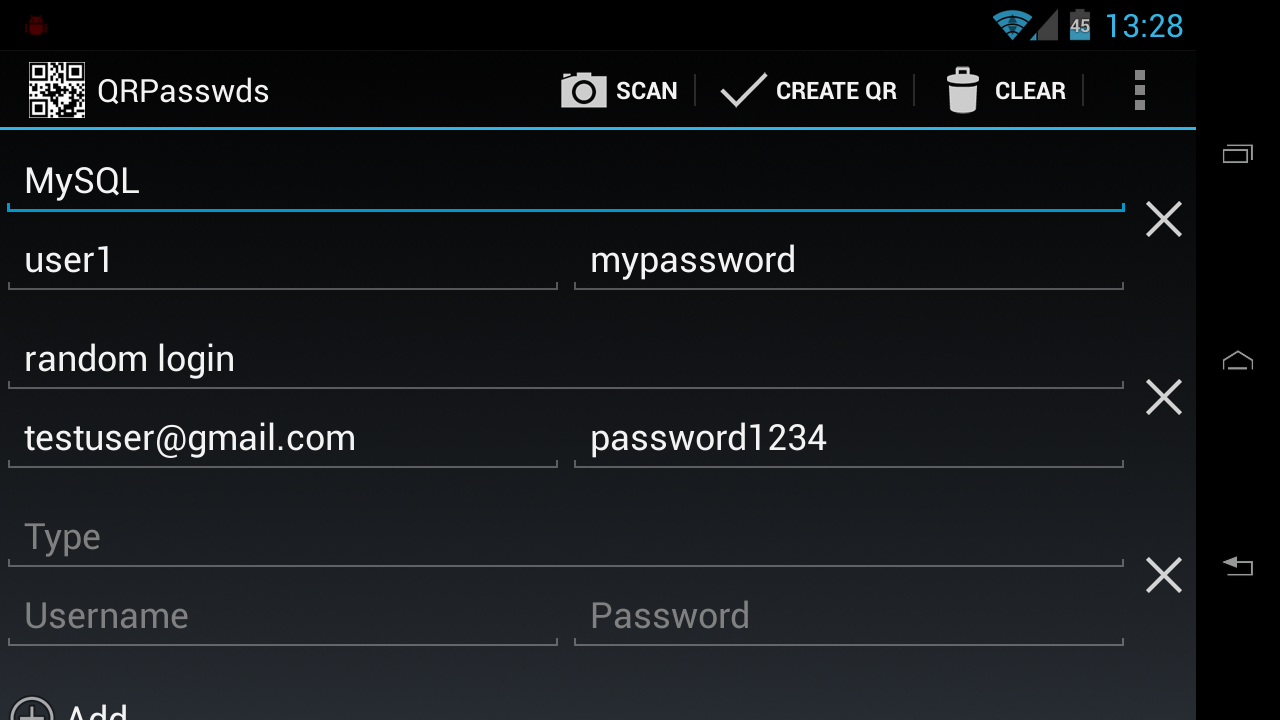 45 13:28
QRPasswds SCAN CREATE QR CLEAR
MySQL
user1 mypassword
random login
testuser@gmail.com password1234
Type
Username Password
Add